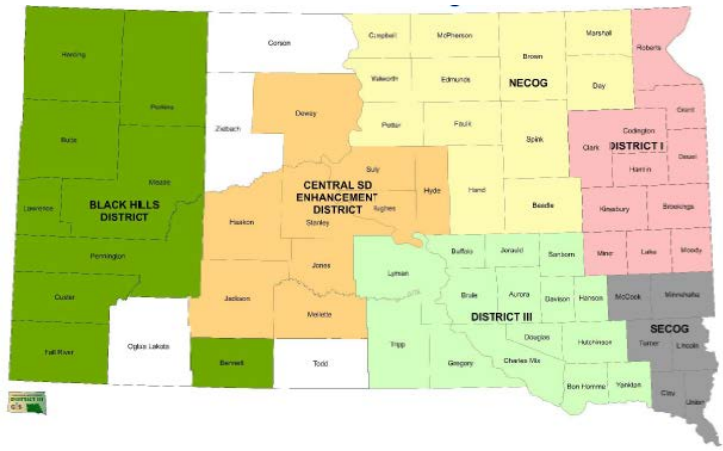 Harding
Perkins
Butte
Meade
Lawrence
BLACK HILLS
DISTRICT
Pennington
Custer
Fall River
Bennett
Corson
Ziebach
Oglala Lakota
Todd
Dewey
CENTRAL SD
ENHANCEMENT
DISTRICT
Sully
Hyde
Hughes
Stanley
Haakon
Jones
Jackson
Mellette
Campbell
McPherson
Brown
Marshall
Walworth
Edmunds
NECOG
Day
Potter
Faulk
Spink
Hand
Beadle
Roberts
Grant
Codington
Clark
DISTRICT I
Deuel
Hamlin
Kingsbury
Brookings
Miner
Lake
Moody
Buffalo
Jerauld
Sanborn
Lyman
Brule
Aurora
Davison
Hanson
DISTRICT III
Douglas
Hutchinson
Tripp
Gregory
Charles Mix
Bon Homme
Yankton
McCook
Minnehaha
SECOG
Turner
Lincoln
Clay
Union
DISTRICT III